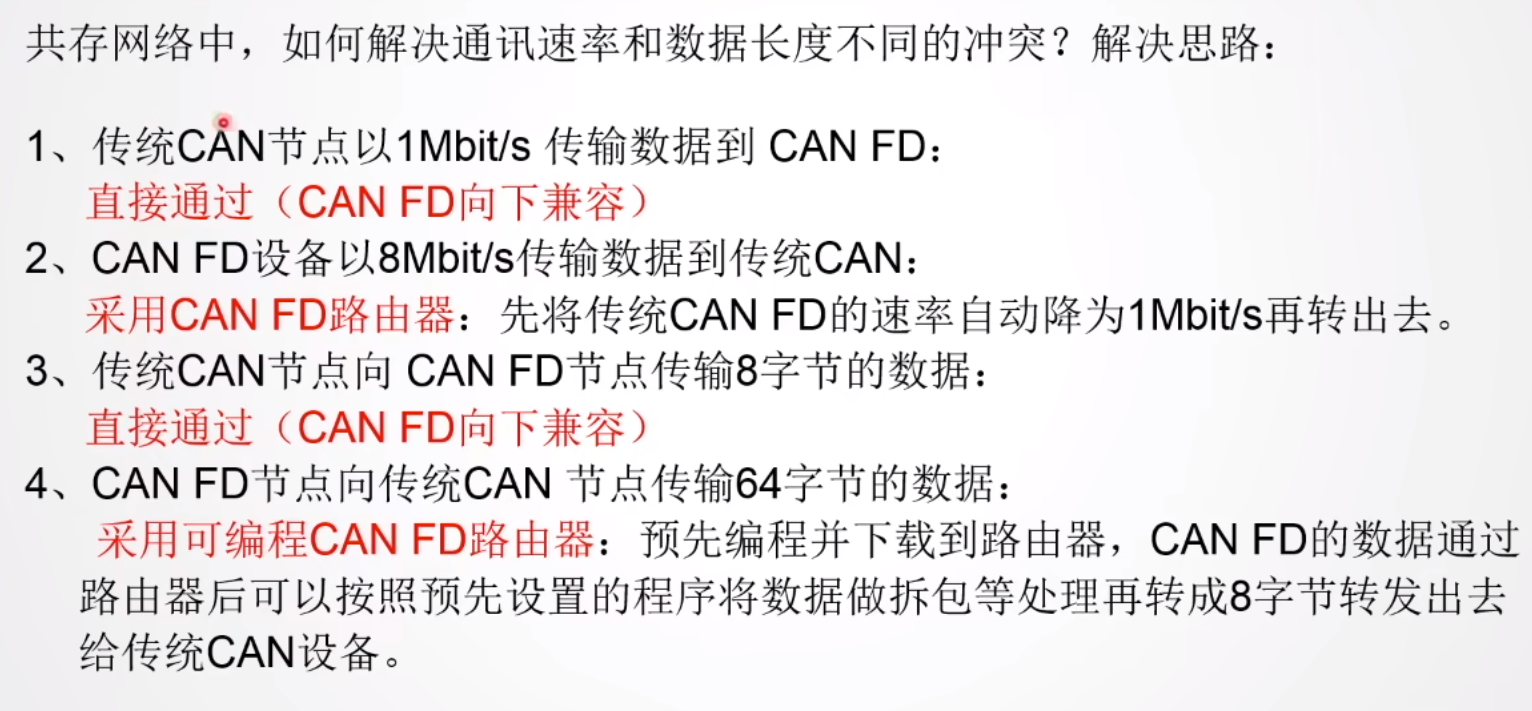 共存网络中，如何解决通讯速率和数据长度不同的冲突？解决思路：
1、传统CAN节点以1Mbit/s 传输数据到 CAN FD：
直接通过（CAN FD向下兼容）
2、CAN FD设备以8Mbit/s传输数据到传统CAN：
采用CAN FD路由器：先将传统CAN FD的速率自动降为1Mbit/s再转出去。
3、传统CAN节点向 CAN FD节点传输8字节的数据：
直接通过（CAN FD向下兼容）
4、CAN FD节点向传统CAN 节点传输64字节的数据：
采用可编程CAN FD路由器：预先编程并下载到路由器，CAN FD的数据通过
路由器后可以按照预先设置的程序将数据做拆包等处理再转成8字节转发出去
给传统CAN设备。